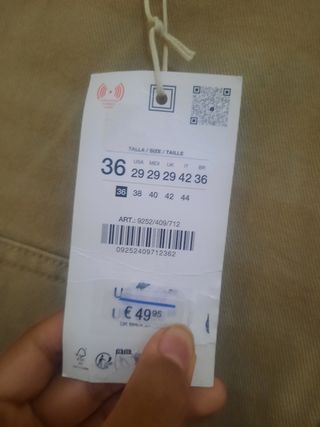 TALLA / SIZE / TAILLE
36 USA MEX UK IT BR
29 29 29 42 36
36 38 40 42 44
ART.: 9252/409/712
09252409712362
€ 49 95